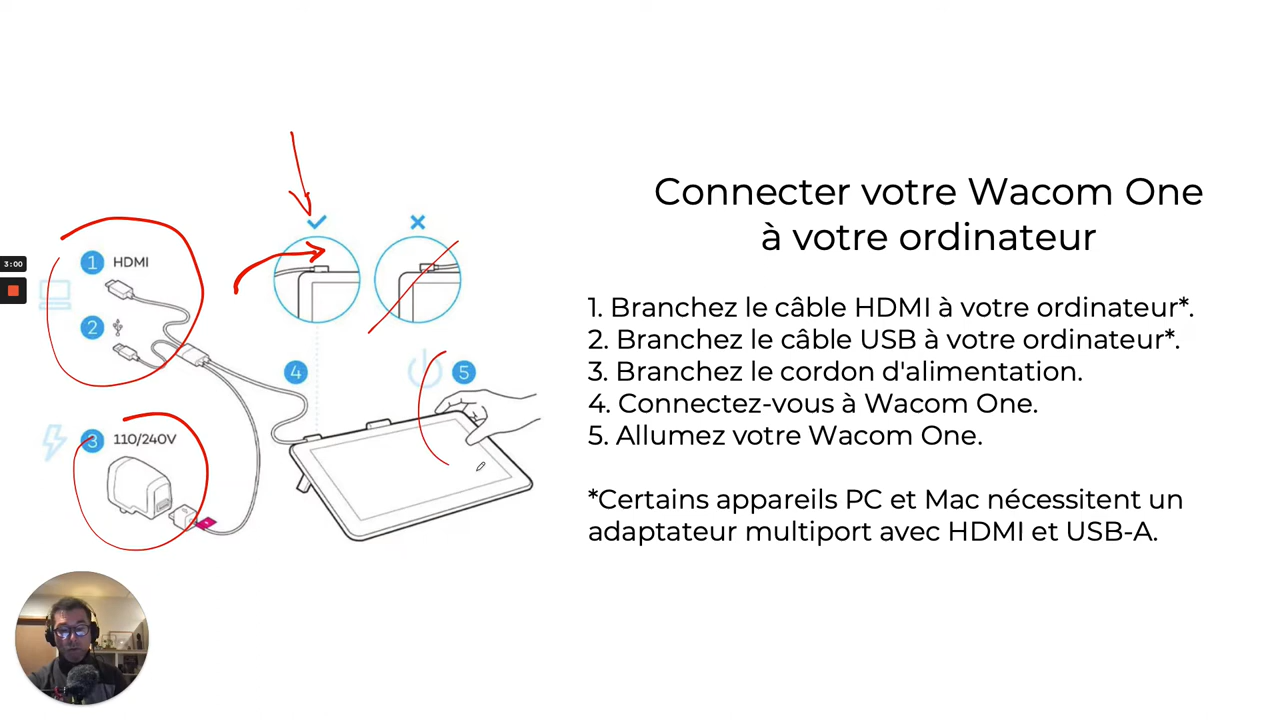 Connecter votre Wacom One
à votre ordinateur
1. Branchez le câble HDMI à votre ordinateur*.
2. Branchez le câble USB à votre ordinateur*.
3. Branchez le cordon d'alimentation.
4. Connectez-vous à Wacom One.
5. Allumez votre Wacom One.
*Certains appareils PC et Mac nécessitent un
adaptateur multiport avec HDMI et USB-A.
1 HDMI
2
3 110/240V
4
5
3:00